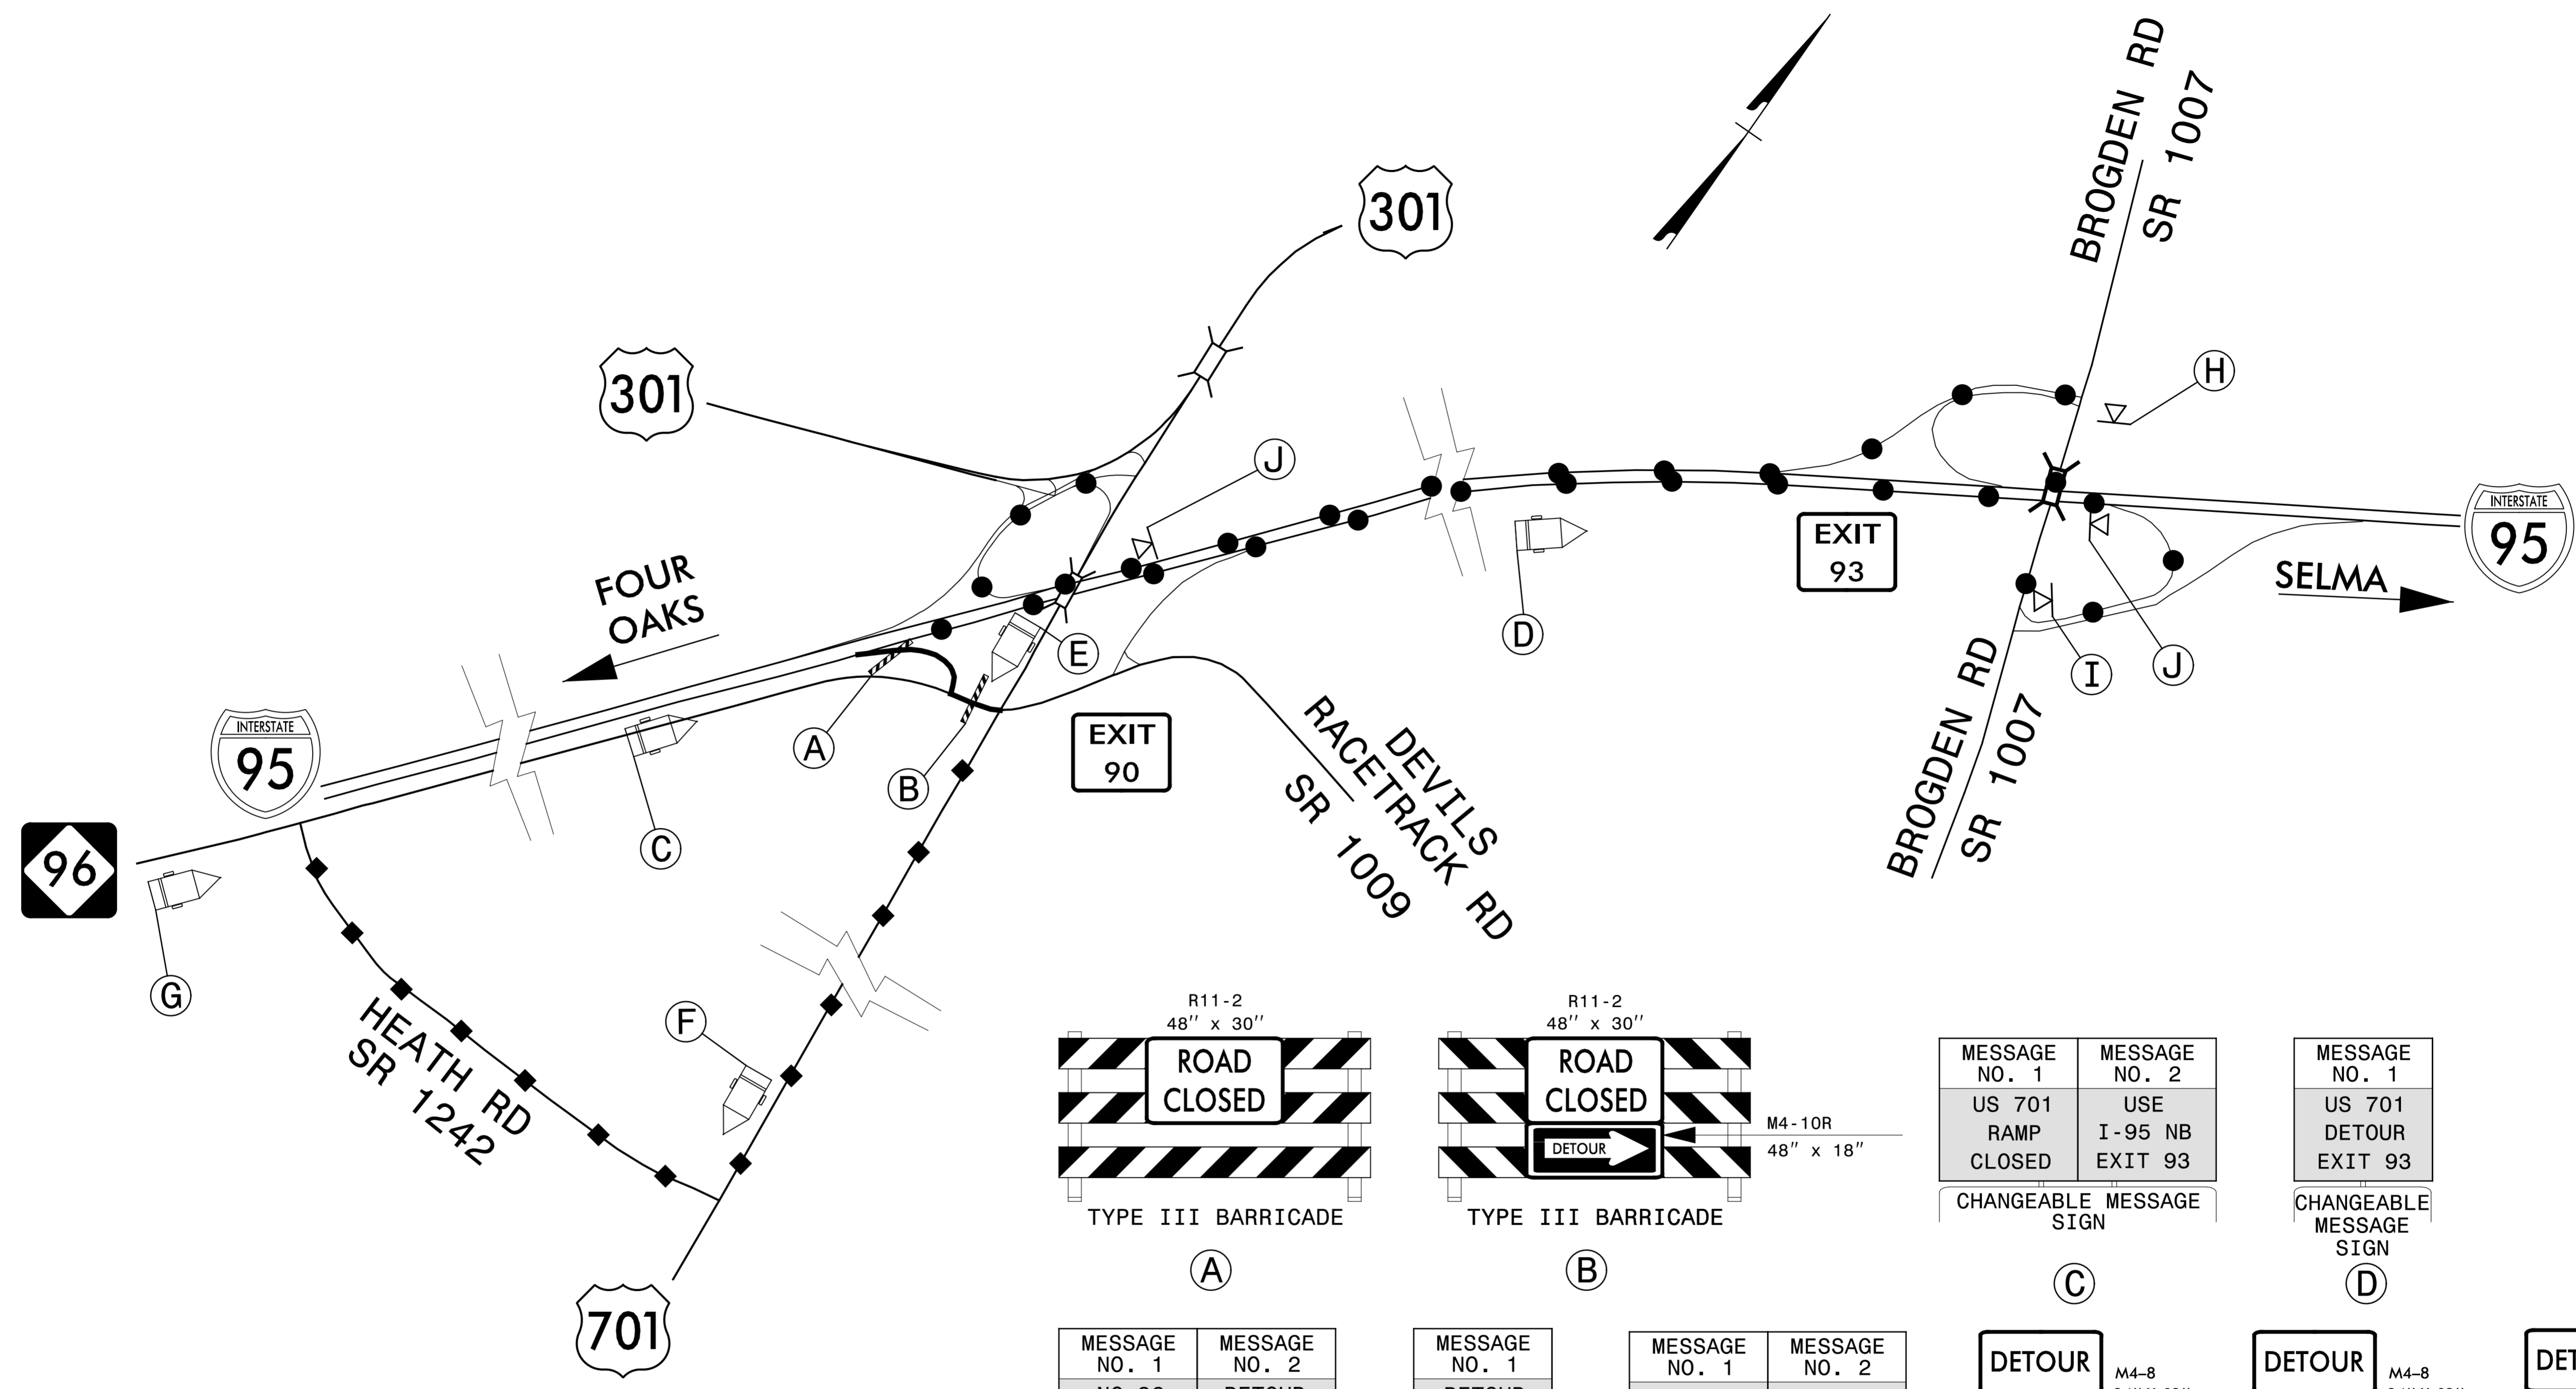 BROGDEN RD
SR 1007
301
301
H
J
INTERSTATE
95
EXIT
93
SELMA
FOUR
OAKS
D
E
I
J
INTERSTATE
95
A
B
EXIT
90
C
DEVILS
RACETRACK RD
SR 1009
BROGDEN RD
SR 1007
96
G
HEATH RD
SR 1242
F
701
R11-2
48" x 30"
ROAD
CLOSED
TYPE III BARRICADE
A
R11-2
48" x 30"
ROAD
CLOSED
DETOUR
M4-10R
48" x 18"
TYPE III BARRICADE
B
MESSAGE
NO. 1
US 701
RAMP
CLOSED
MESSAGE
NO. 2
USE
I-95 NB
EXIT 93
CHANGEABLE MESSAGE
SIGN
C
MESSAGE
NO. 1
US 701
DETOUR
EXIT 93
CHANGEABLE
MESSAGE
SIGN
D
MESSAGE
NO. 1
MESSAGE
NO. 2
MESSAGE
NO. 1
MESSAGE
NO. 1
MESSAGE
NO. 2
DETOUR
M4-8
DETOUR
M4-8